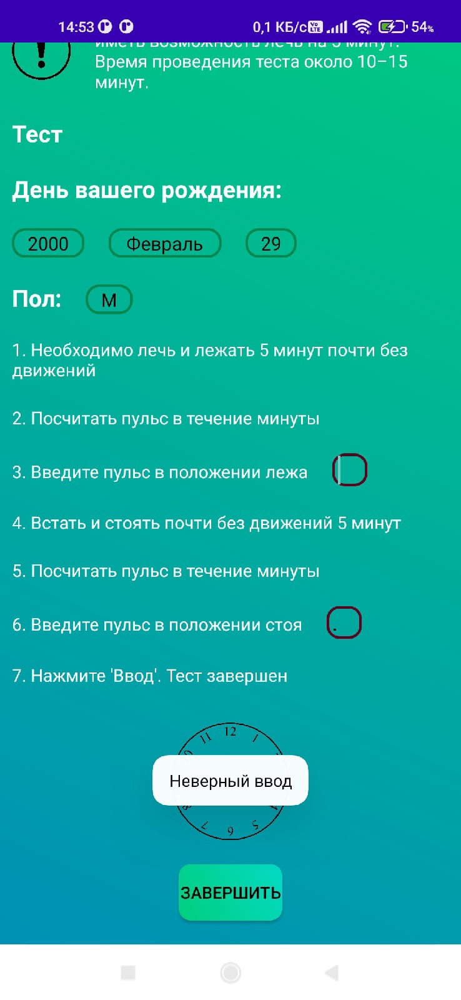 14:53 0,1 КБ/с Vo LTE 54%
иметь возможность лечь на 5 минут.
Время проведения теста около 10–15
минут.
Тест
День вашего рождения:
2000 Февраль 29
Пол: М
1. Необходимо лечь и лежать 5 минут почти без
движений
2. Посчитать пульс в течение минуты
3. Введите пульс в положении лежа
4. Встать и стоять почти без движений 5 минут
5. Посчитать пульс в течение минуты
6. Введите пульс в положении стоя .
7. Нажмите 'Ввод'. Тест завершен
11 12 1
Неверный ввод
8 7 6 5 4
ЗАВЕРШИТЬ